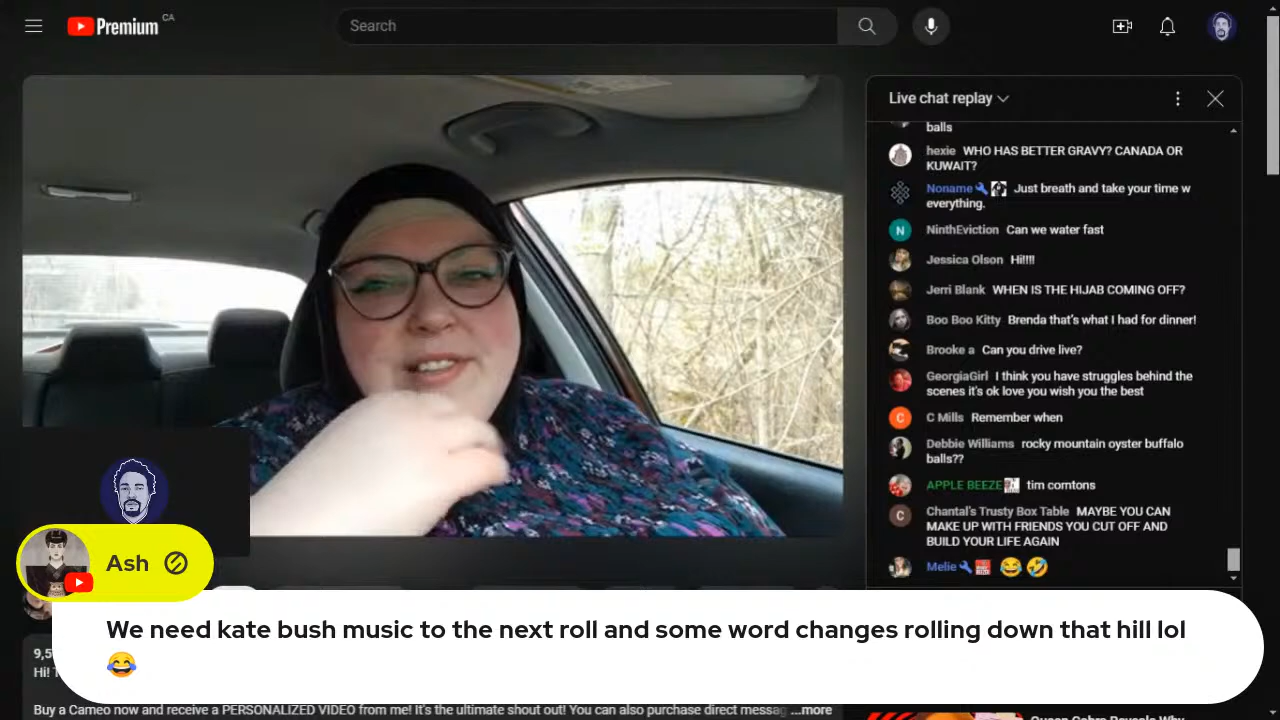 Premium CA
Search
Live chat replay
balls
hexie WHO HAS BETTER GRAVY? CANADA OR
KUWAIT?
Noname Just breath and take your time w
everything.
N NinthEviction Can we water fast
Jessica Olson Hi!!!!
Jerri Blank WHEN IS THE HIJAB COMING OFF?
Boo Boo Kitty Brenda that's what I had for dinner!
Brooke a Can you drive live?
GeorgiaGirl I think you have struggles behind the
scenes it's ok love you wish you the best
C C Mills Remember when
Debbie Williams rocky mountain oyster buffalo
balls??
APPLE BEEZE tim comtons
C Chantal's Trusty Box Table MAYBE YOU CAN
MAKE UP WITH FRIENDS YOU CUT OFF AND
BUILD YOUR LIFE AGAIN
Melie 😂 🤣
Ash
We need kate bush music to the next roll and some word changes rolling down that hill lol
😂
9,5
Hi!
Buy a Cameo now and receive a PERSONALIZED VIDEO from me! It's the ultimate shout out! You can also purchase direct messag ...more
Queen Cobra Reveals Why